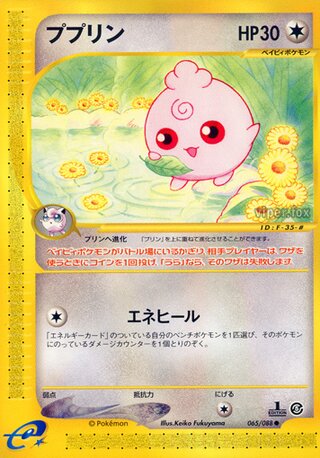 ププリン HP30
ベイビィポケモン
viper.fox
ID:F-35-#
プリンへ進化 「プリン」を上に重ねて進化させることができます。
ベイビィポケモンがバトル場にいるかぎり、相手プレイヤーは、ワザを
使うときにコインを1回投げ、「うら」なら、そのワザは失敗します。
エネヒール
「エネルギーカード」のついている自分のベンチポケモンを1匹選び、そのポケモン
にのっているダメージカウンターを1個とりのぞく。
弱点 抵抗力 にげる
©Pokémon Illus.Keiko Fukuyama 065/088 ● 1 EDITION
e